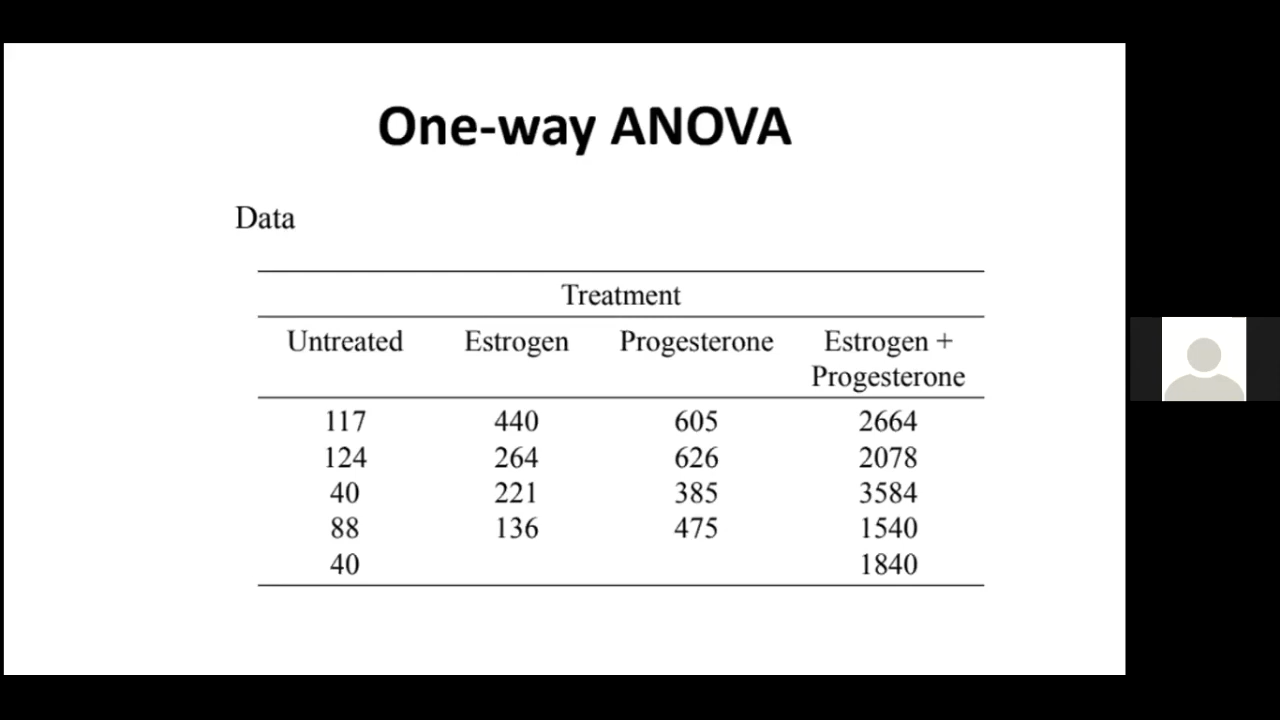 One-way ANOVA
Data
Treatment
Untreated Estrogen Progesterone Estrogen +
Progesterone
117 440 605 2664
124 264 626 2078
40 221 385 3584
88 136 475 1540
40 1840